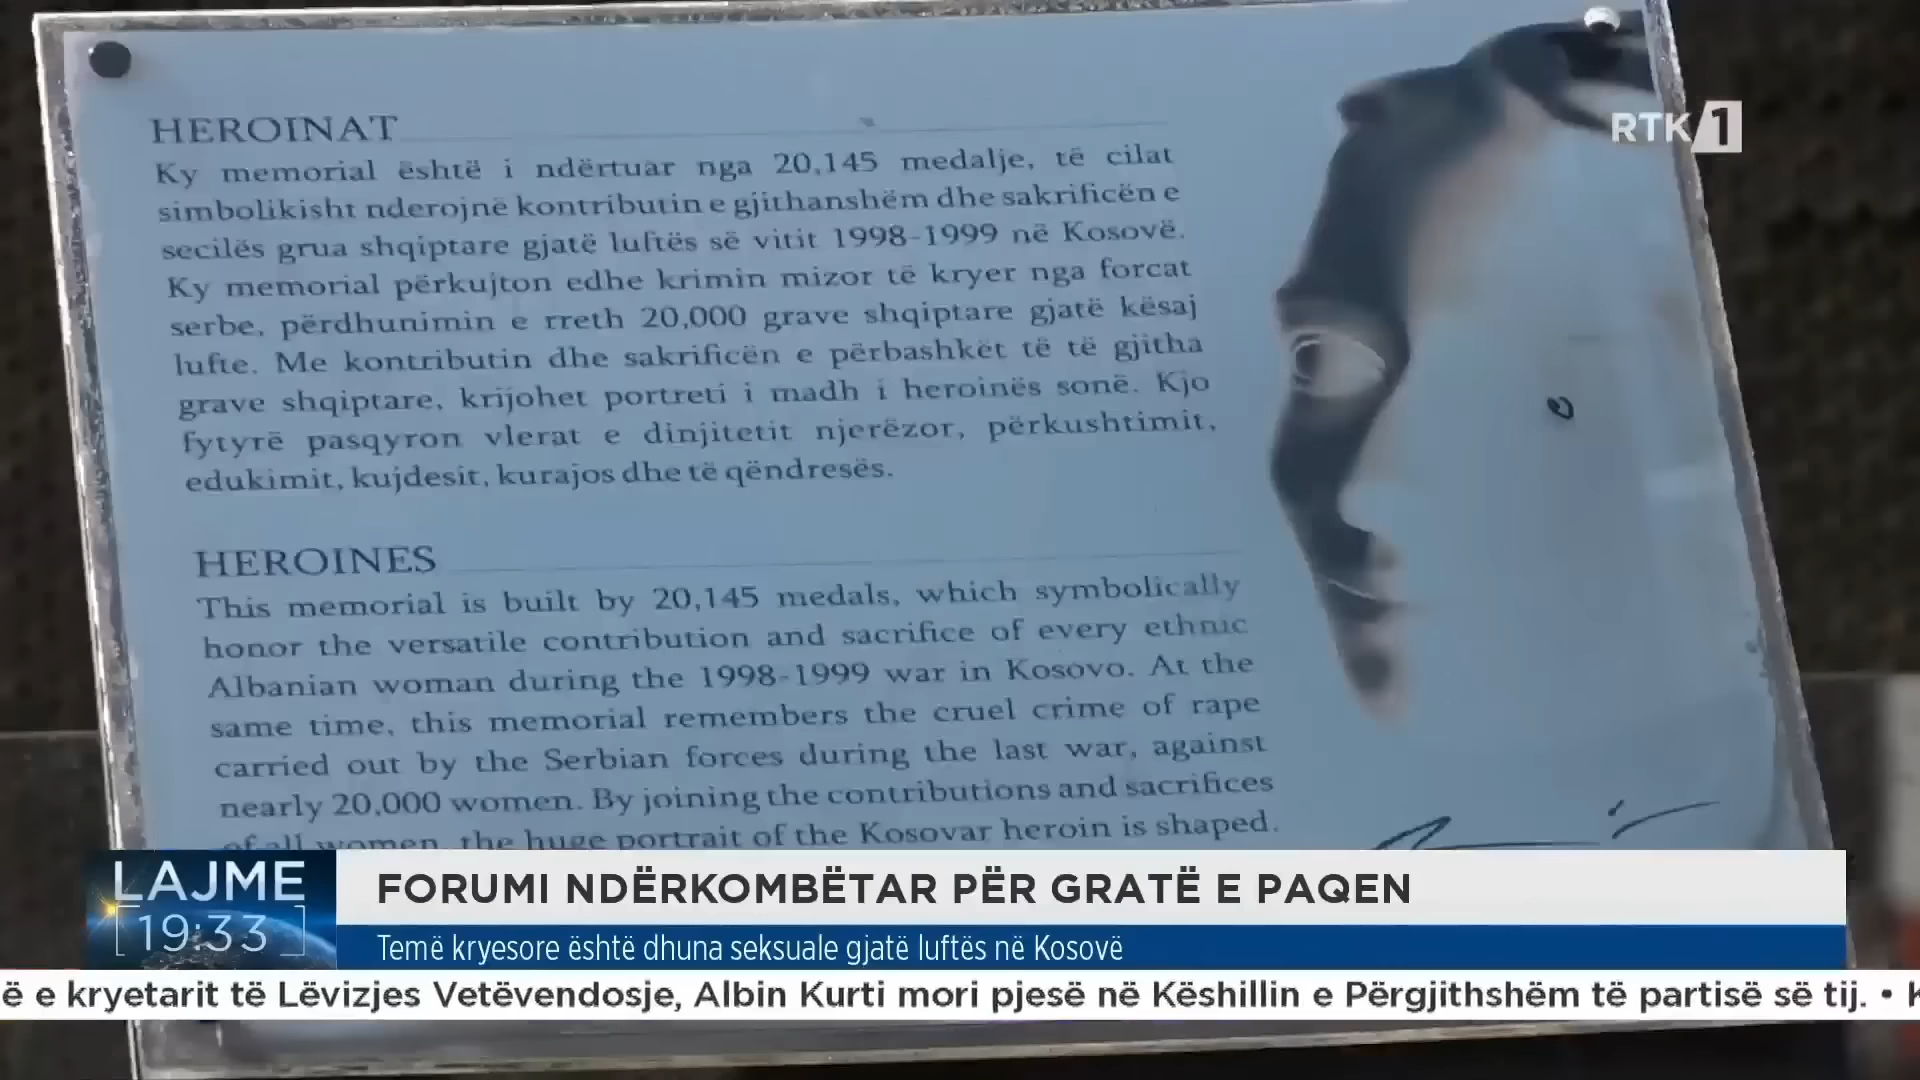 HEROINAT
Ky memorial është i ndërtuar nga 20,145 medalje, të cilat
simbolikisht nderojnë kontributin e gjithanshëm dhe sakrificën e
secilës grua shqiptare gjatë luftës së vitit 1998-1999 në Kosovë.
Ky memorial përkujton edhe krimin mizor të kryer nga forcat
serbe, përdhunimin e rreth 20,000 grave shqiptare gjatë kësaj
lufte. Me kontributin dhe sakrificën e përbashkët të të gjitha
grave shqiptare, krijohet portreti i madh i heroinës sonë. Kjo
fytyrë pasqyron vlerat e dinjitetit njerëzor, përkushtimit,
edukimit, kujdesit, kurajos dhe të qëndresës.
HEROINES
This memorial is built by 20,145 medals, which symbolically
honor the versatile contribution and sacrifice of every ethnic
Albanian woman during the 1998-1999 war in Kosovo. At the
same time, this memorial remembers the cruel crime of rape
carried out by the Serbian forces during the last war, against
nearly 20,000 women. By joining the contributions and sacrifices
of all women, the huge portrait of the Kosovar heroin is shaped.
RTK 1
LAJME
19:33
FORUMI NDËRKOMBËTAR PËR GRATË E PAQEN
Temë kryesore është dhuna seksuale gjatë luftës në Kosovë
ë e kryetarit të Lëvizjes Vetëvendosje, Albin Kurti mori pjesë në Këshillin e Përgjithshëm të partisë së tij. •